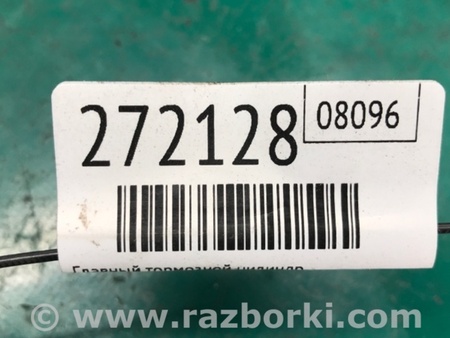 272128
08096
Главный тормозной цилиндр
© www.razborki.com